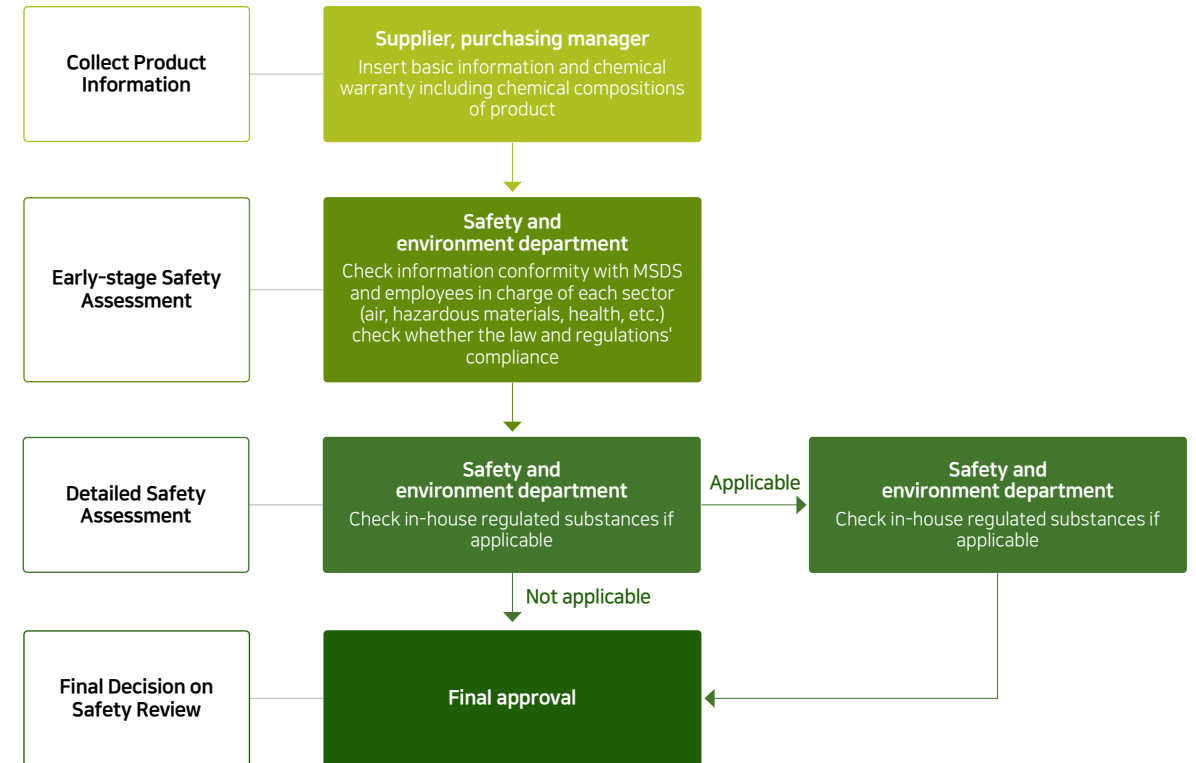 Collect Product
Information
Supplier, purchasing manager
Insert basic information and chemical
warranty including chemical compositions
of product
Early-stage Safety
Assessment
Safety and
environment department
Check information conformity with MSDS
and employees in charge of each sector
(air, hazardous materials, health, etc.)
check whether the law and regulations'
compliance
Detailed Safety
Assessment
Safety and
environment department
Check in-house regulated substances if
applicable
Applicable
Safety and
environment department
Check in-house regulated substances if
applicable
Not applicable
Final Decision on
Safety Review
Final approval